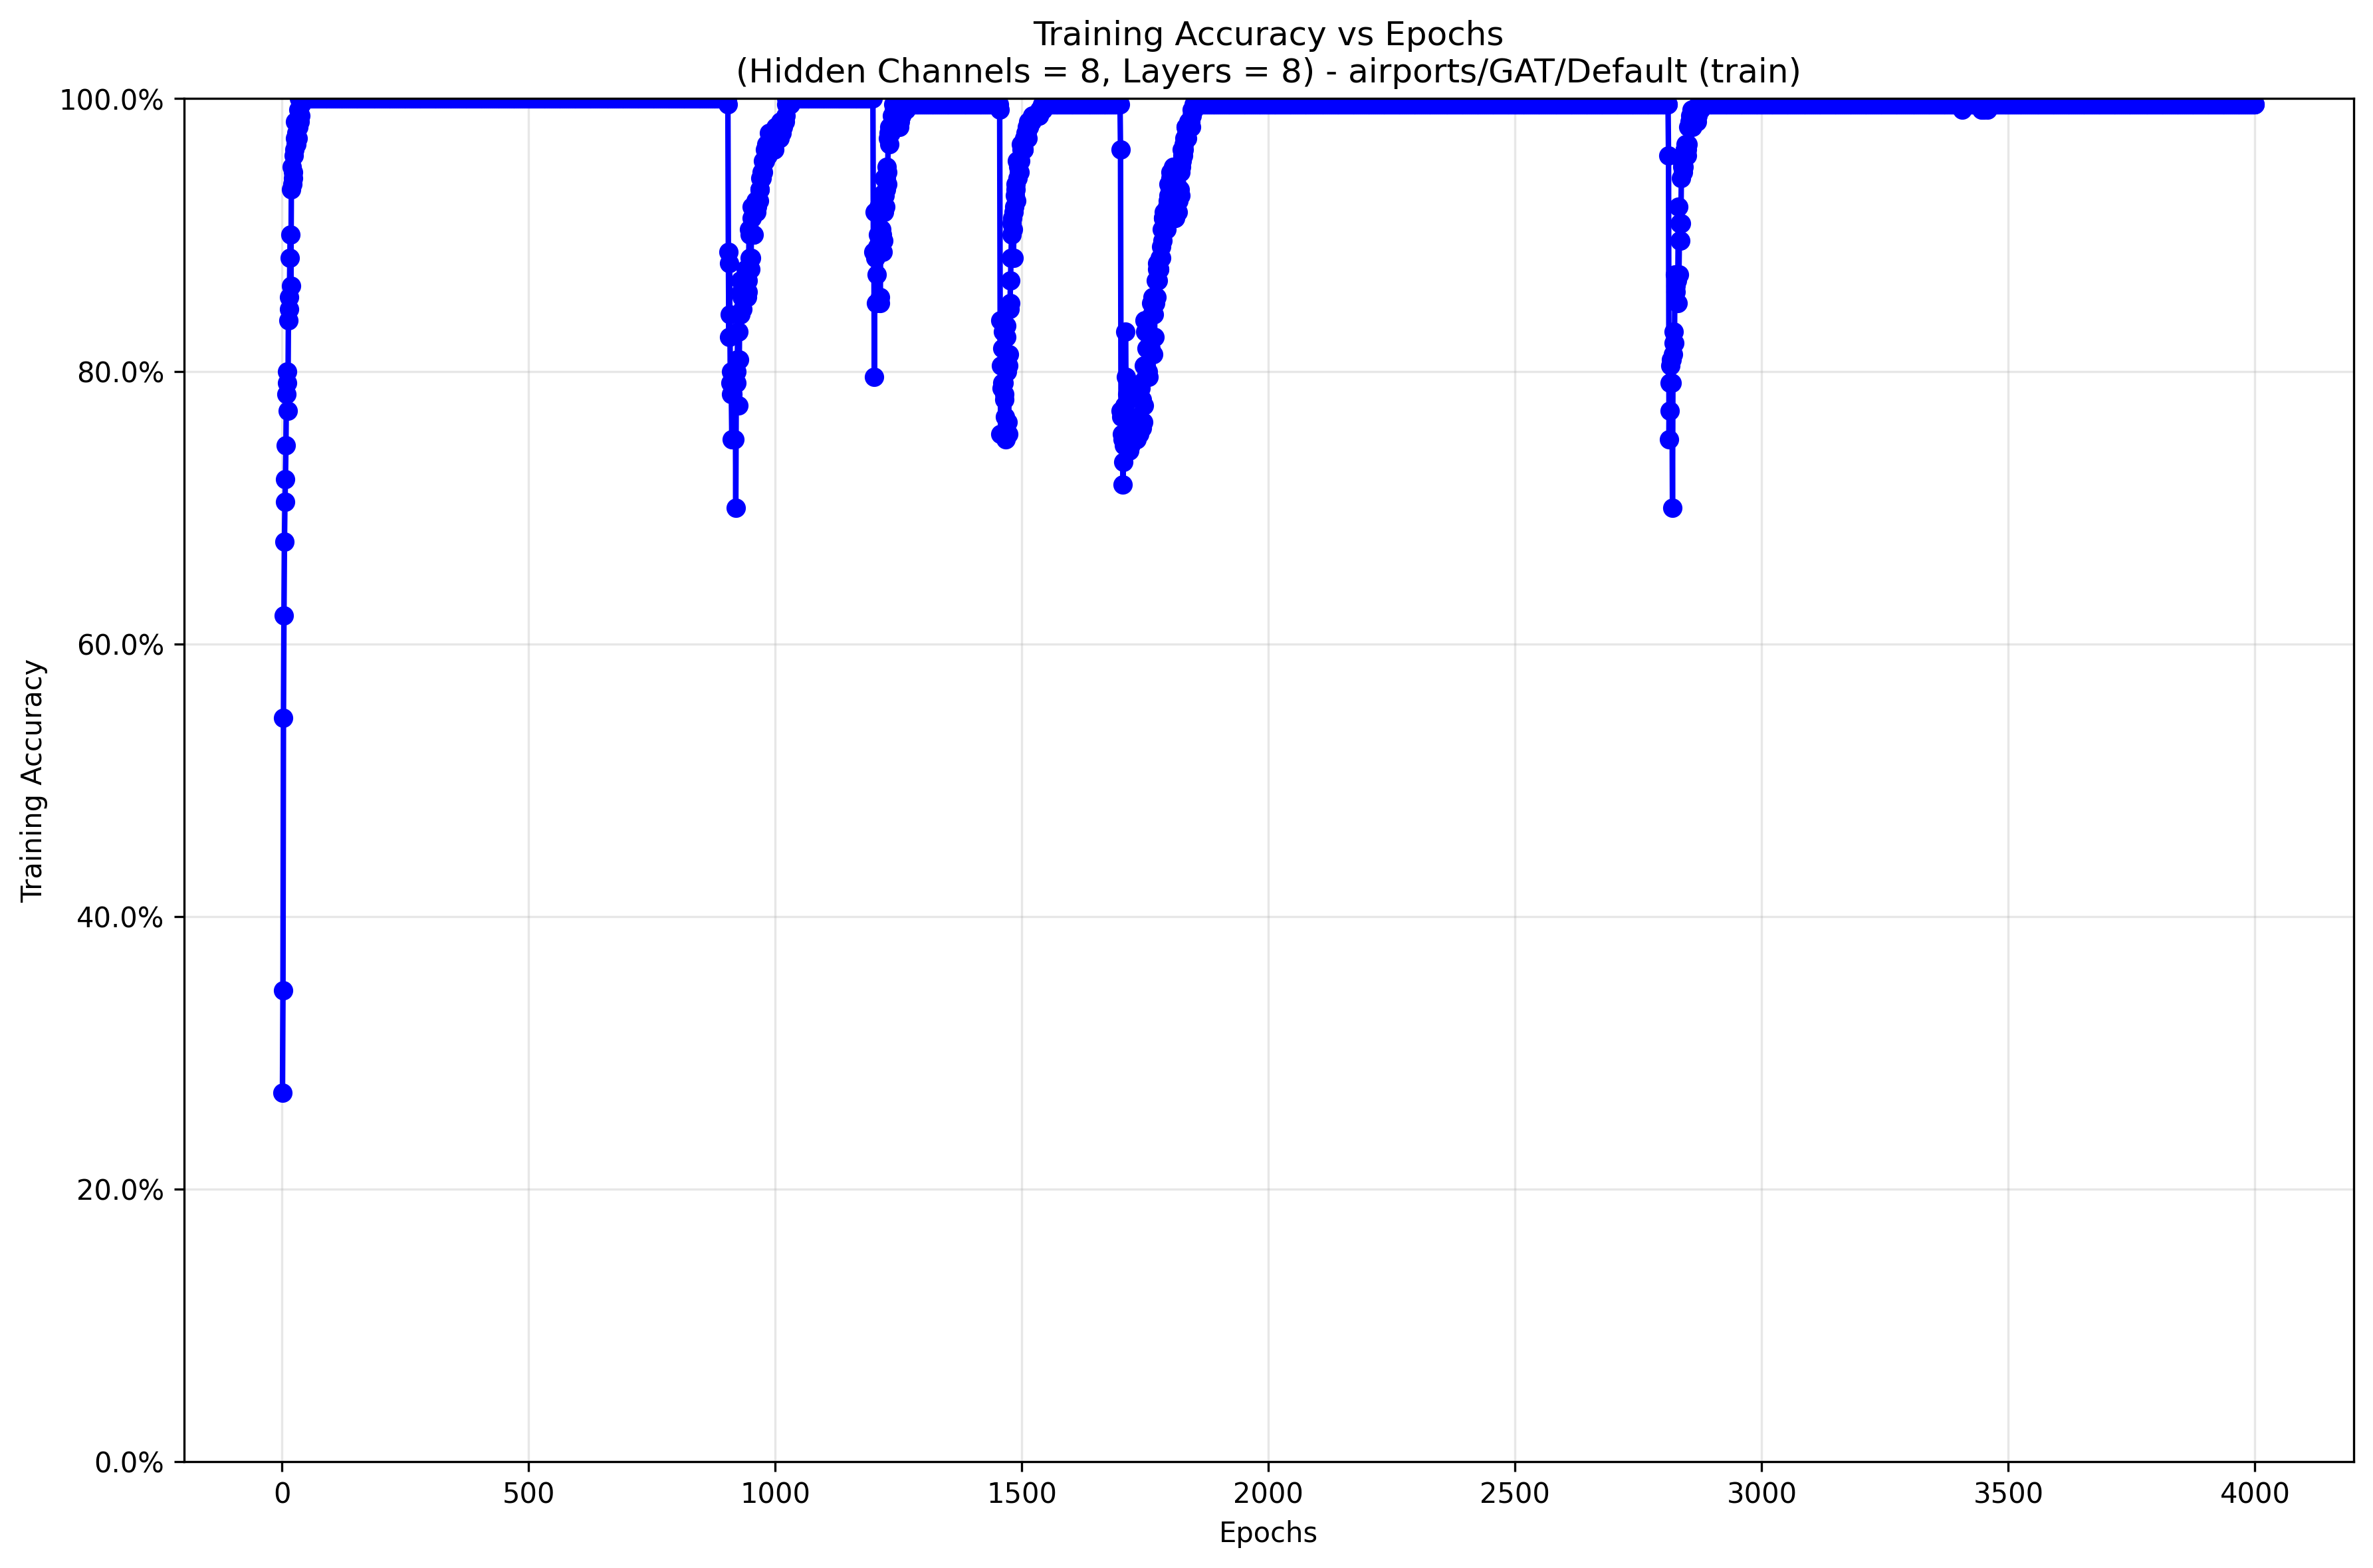 Training Accuracy vs Epochs
(Hidden Channels = 8, Layers = 8) - airports/GAT/Default (train)
100.0%
80.0%
60.0%
40.0%
20.0%
0.0%
Training Accuracy
0 500 1000 1500 2000 2500 3000 3500 4000
Epochs